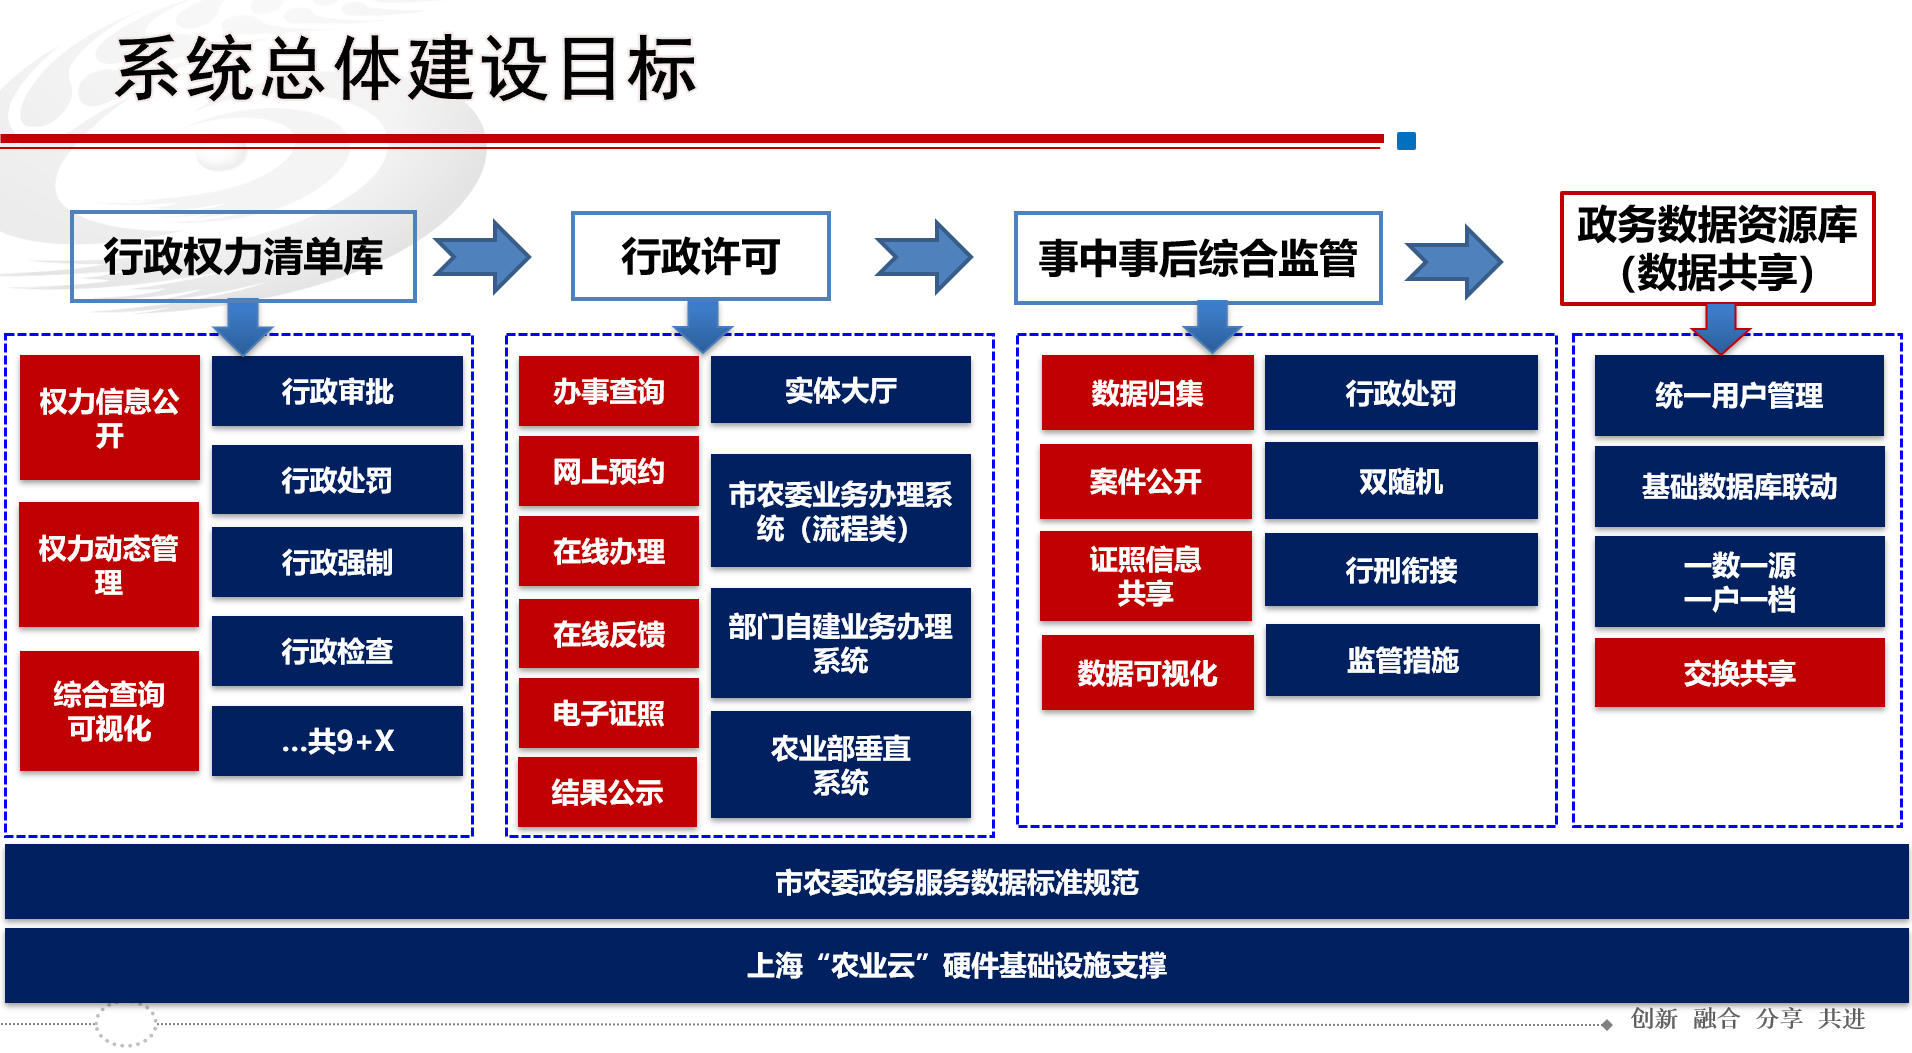 系统总体建设目标
行政权力清单库
行政许可
事中事后综合监管
政务数据资源库
（数据共享）
权力信息公
开
权力动态管
理
综合查询
可视化
行政审批
行政处罚
行政强制
行政检查
...共9+X
办事查询
网上预约
在线办理
在线反馈
电子证照
结果公示
实体大厅
市农委业务办理系
统（流程类）
部门自建业务办理
系统
农业部垂直
系统
数据归集
案件公开
证照信息
共享
数据可视化
行政处罚
双随机
行刑衔接
监管措施
统一用户管理
基础数据库联动
一数一源
一户一档
交换共享
市农委政务服务数据标准规范
上海“农业云”硬件基础设施支撑
创新 融合 分享 共进